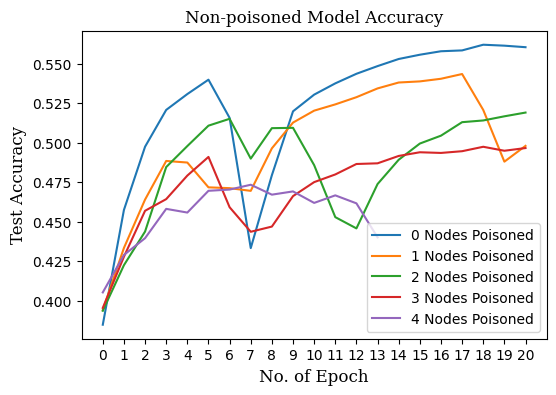 Non-poisoned Model Accuracy
Test Accuracy
0.550
0.525
0.500
0.475
0.450
0.425
0.400
0 Nodes Poisoned
1 Nodes Poisoned
2 Nodes Poisoned
3 Nodes Poisoned
4 Nodes Poisoned
0 1 2 3 4 5 6 7 8 9 10 11 12 13 14 15 16 17 18 19 20
No. of Epoch